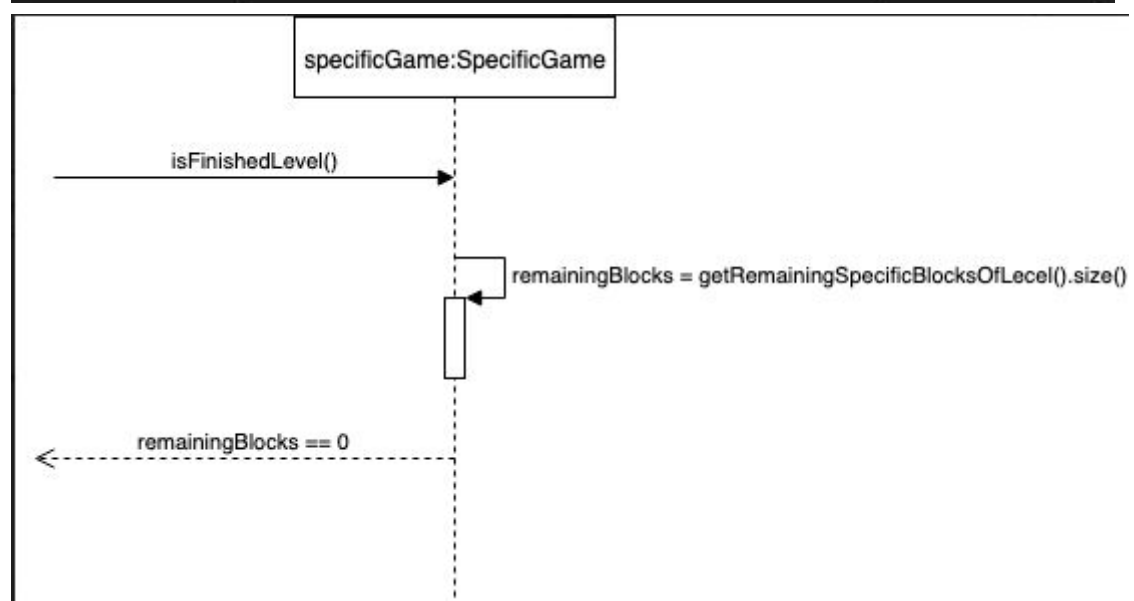 specificGame:SpecificGame
isFinishedLevel()
remainingBlocks = getRemainingSpecificBlocksOfLecel().size()
remainingBlocks == 0